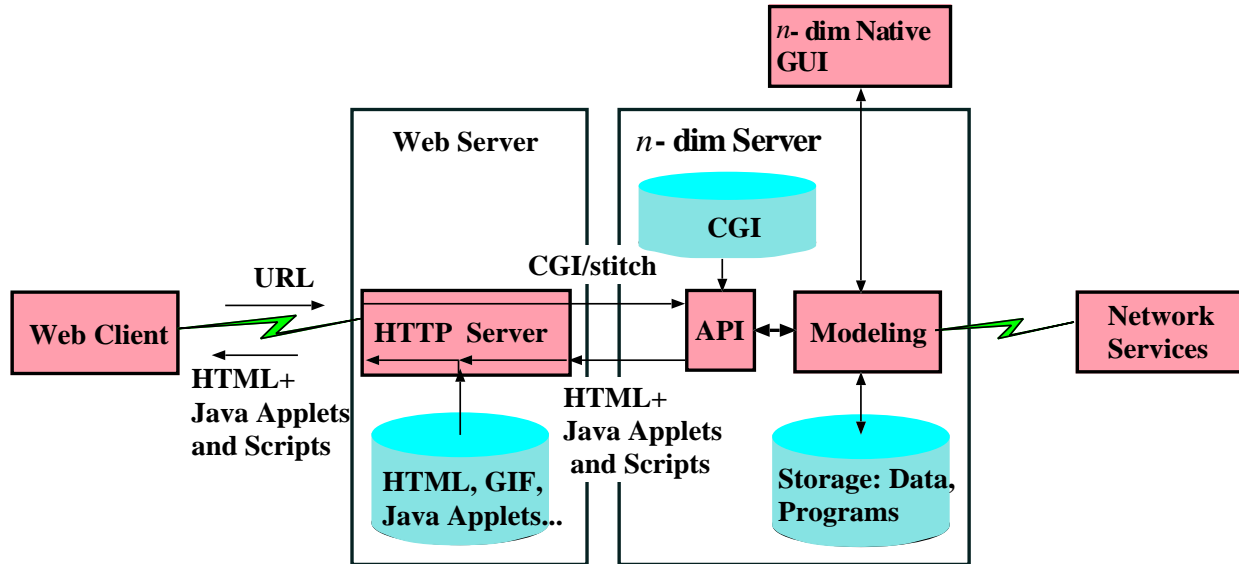 n- dim Native
GUI
Web Server
n- dim Server
CGI
CGI/stitch
URL
Web Client
HTTP Server
API
Modeling
Network
Services
HTML+
Java Applets
and Scripts
HTML+
Java Applets
and Scripts
HTML, GIF,
Java Applets...
Storage: Data,
Programs